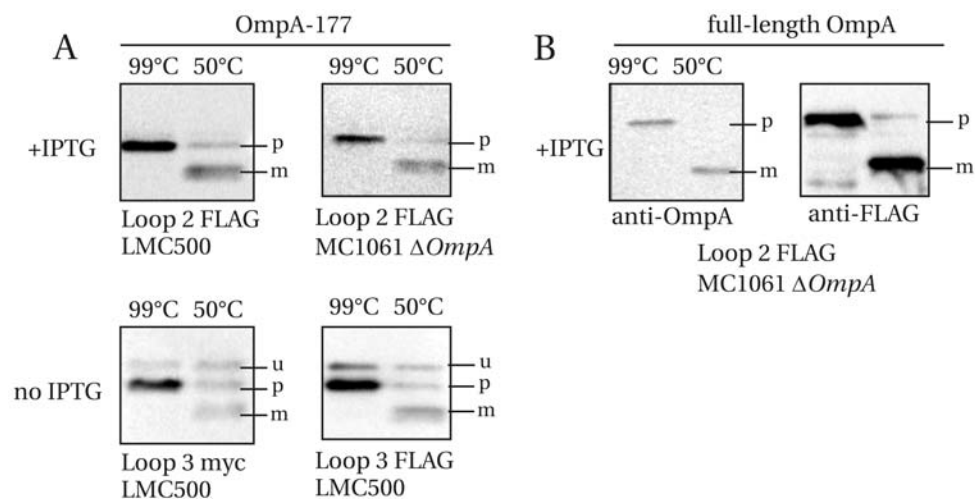 OmpA-177
A
99°C 50°C
99°C 50°C
+IPTG
p
m
p
m
Loop 2 FLAG
LMC500
Loop 2 FLAG
MC1061 ΔOmpA
99°C 50°C
99°C 50°C
no IPTG
u
p
m
u
p
m
Loop 3 myc
LMC500
Loop 3 FLAG
LMC500
full-length OmpA
B
99°C 50°C
+IPTG
p
m
p
m
anti-OmpA
anti-FLAG
Loop 2 FLAG
MC1061 ΔOmpA